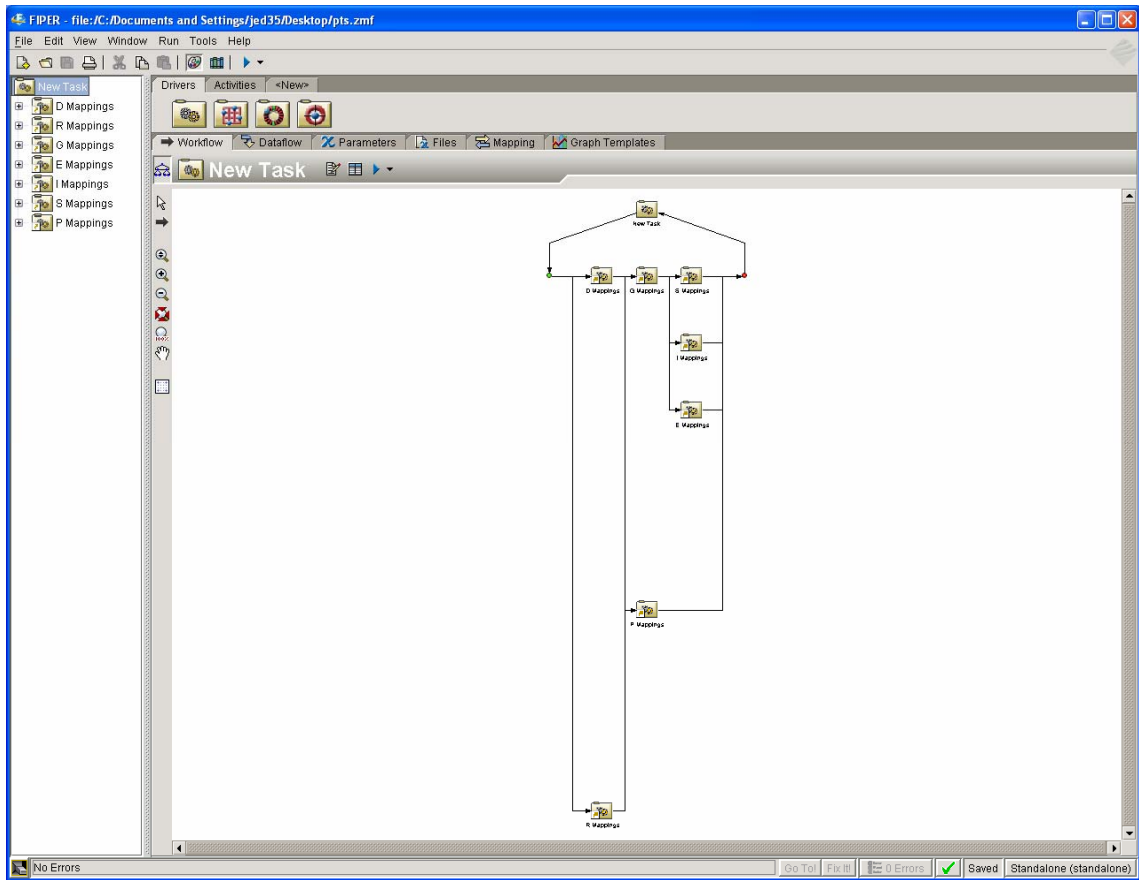 FIPER - file:/C:/Documents and Settings/jed35/Desktop/pts.zmf
File Edit View Window Run Tools Help
New Task
D Mappings
R Mappings
G Mappings
E Mappings
I Mappings
S Mappings
P Mappings
Drivers Activities <New>
Workflow Dataflow Parameters Files Mapping Graph Templates
New Task
100%
New Task
D Mappings G Mappings S Mappings
I Mappings
E Mappings
P Mappings
R Mappings
No Errors Go To! Fix It! 0 Errors Saved Standalone (standalone)